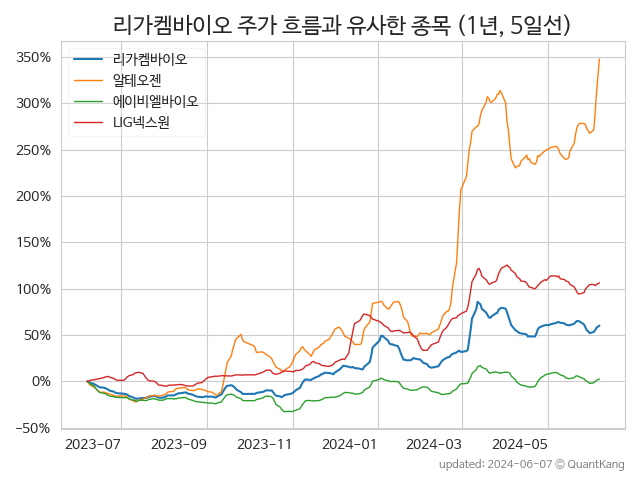 리가켐바이오 주가 흐름과 유사한 종목 (1년, 5일선)
350%
300%
250%
200%
150%
100%
50%
0%
−50%
리가켐바이오
알테오젠
에이비엘바이오
LIG넥스원
2023-07
2023-09
2023-11
2024-01
2024-03
2024-05
updated: 2024-06-07 © QuantKang